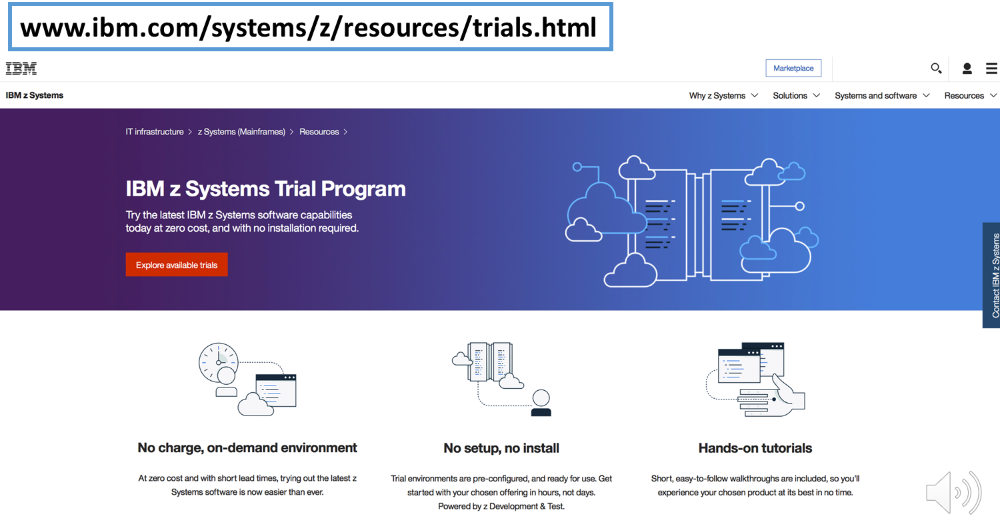 www.ibm.com/systems/z/resources/trials.html
IBM
Marketplace
IBM z Systems
Why z Systems
Solutions
Systems and software
Resources
IT infrastructure > z Systems (Mainframes) > Resources >
IBM z Systems Trial Program
Try the latest IBM z Systems software capabilities
today at zero cost, and with no installation required.
Explore available trials
Contact IBM z Systems
No charge, on-demand environment
At zero cost and with short lead times, trying out the latest z
Systems software is now easier than ever.
No setup, no install
Trial environments are pre-configured, and ready for use. Get
started with your chosen offering in hours, not days.
Powered by z Development & Test.
Hands-on tutorials
Short, easy-to-follow walkthroughs are included, so you'll
experience your chosen product at its best in no time.